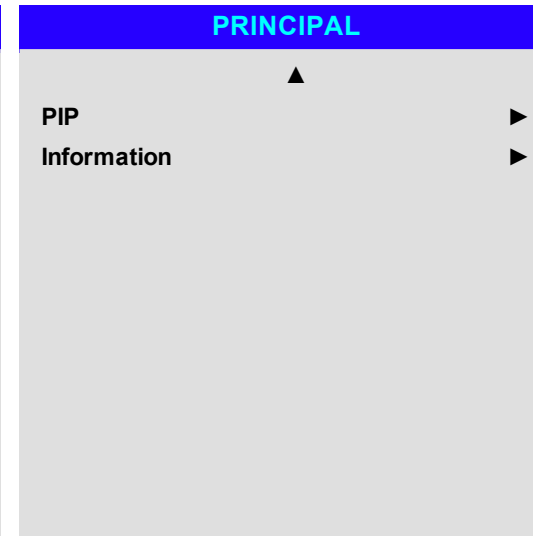 PRINCIPAL
▲
PIP ►
Information ►